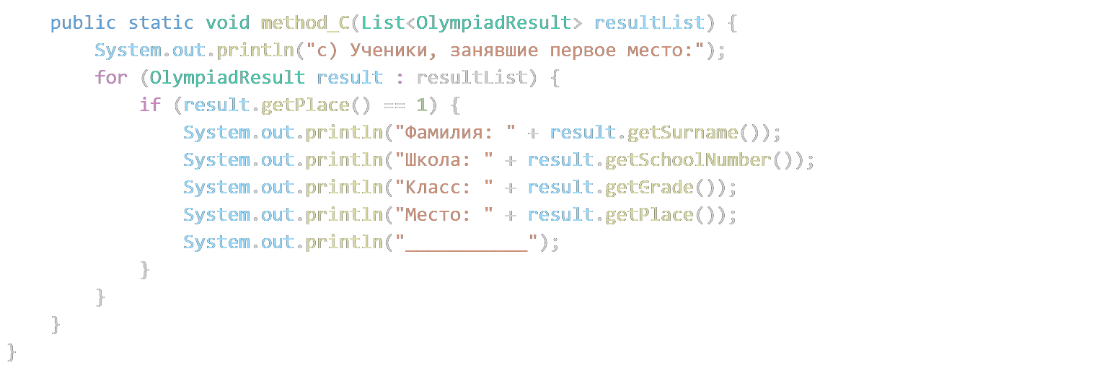 public static void method_C(List<OlympiadResult> resultList) {
System.out.println("с) Ученики, занявшие первое место:");
for (OlympiadResult result : resultList) {
if (result.getPlace() == 1) {
System.out.println("Фамилия: " + result.getSurname());
System.out.println("Школа: " + result.getSchoolNumber());
System.out.println("Класс: " + result.getGrade());
System.out.println("Место: " + result.getPlace());
System.out.println("___________");
}
}
}
}